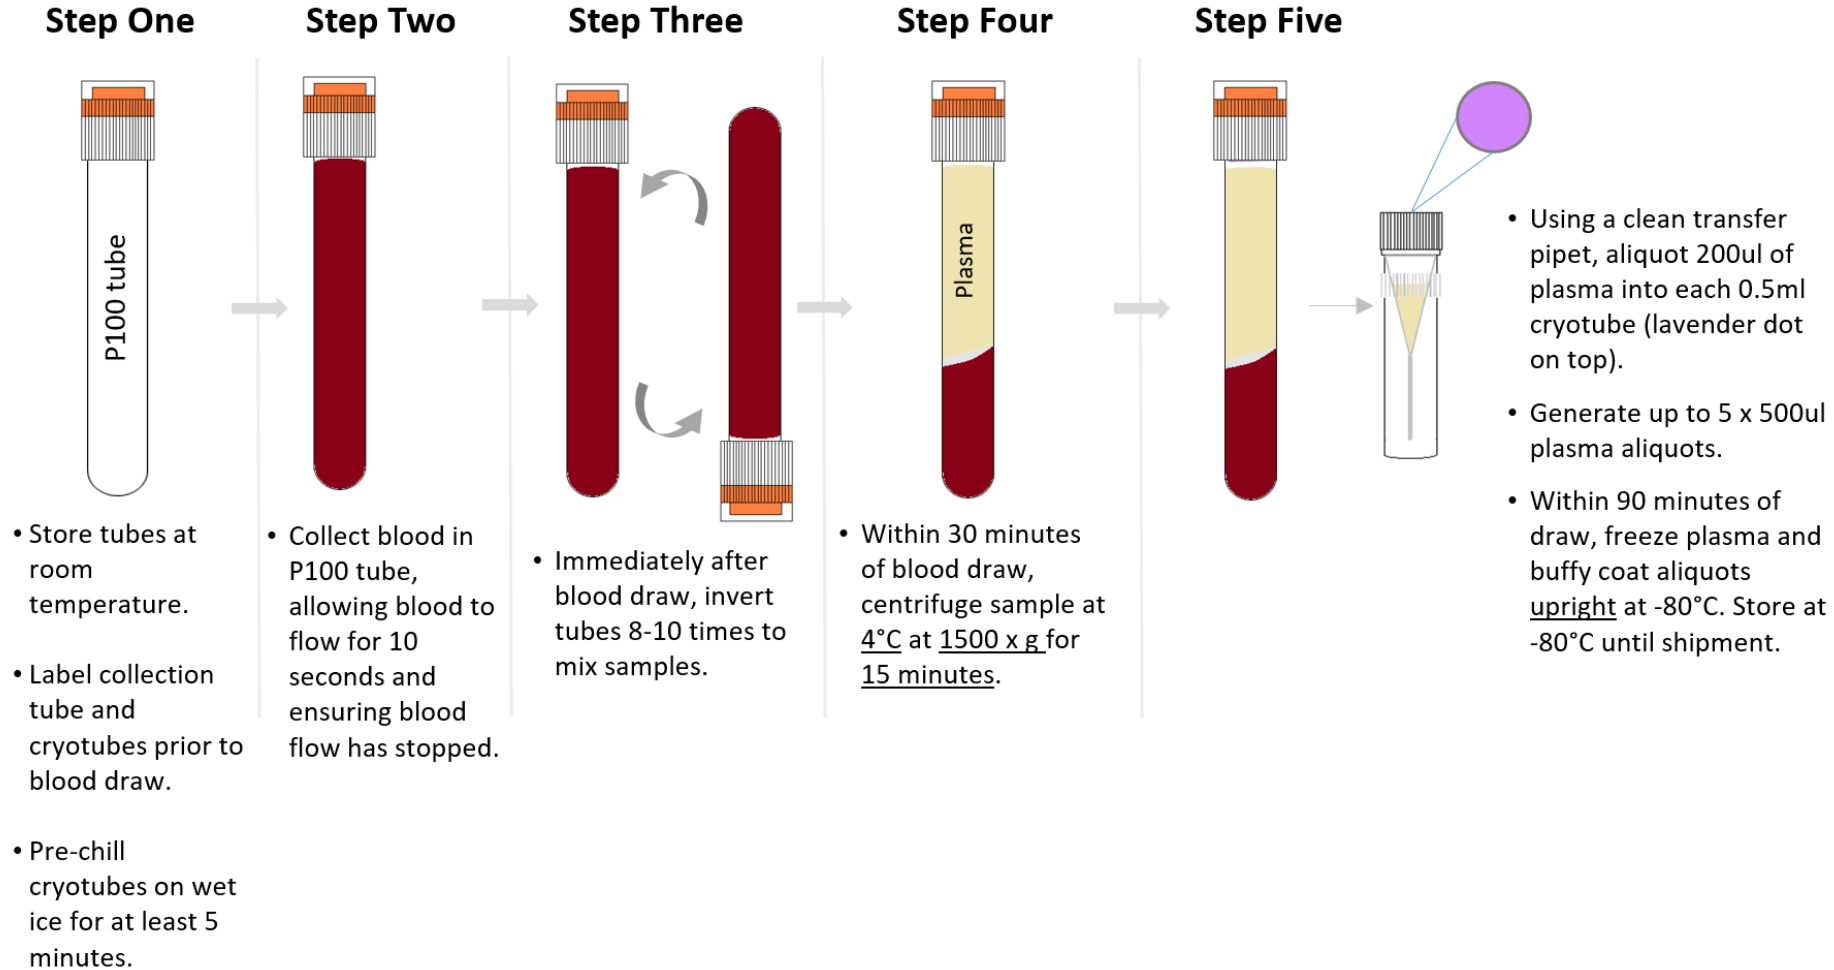 Step One
P100 tube
• Store tubes at
room
temperature.
• Label collection
tube and
cryotubes prior to
blood draw.
• Pre-chill
cryotubes on wet
ice for at least 5
minutes.
Step Two
• Collect blood in
P100 tube,
allowing blood to
flow for 10
seconds and
ensuring blood
flow has stopped.
Step Three
• Immediately after
blood draw, invert
tubes 8-10 times to
mix samples.
Step Four
Plasma
• Within 30 minutes
of blood draw,
centrifuge sample at
4°C at 1500 x g for
15 minutes.
Step Five
• Using a clean transfer
pipet, aliquot 200ul of
plasma into each 0.5ml
cryotube (lavender dot
on top).
• Generate up to 5 x 500ul
plasma aliquots.
• Within 90 minutes of
draw, freeze plasma and
buffy coat aliquots
upright at -80°C. Store at
-80°C until shipment.